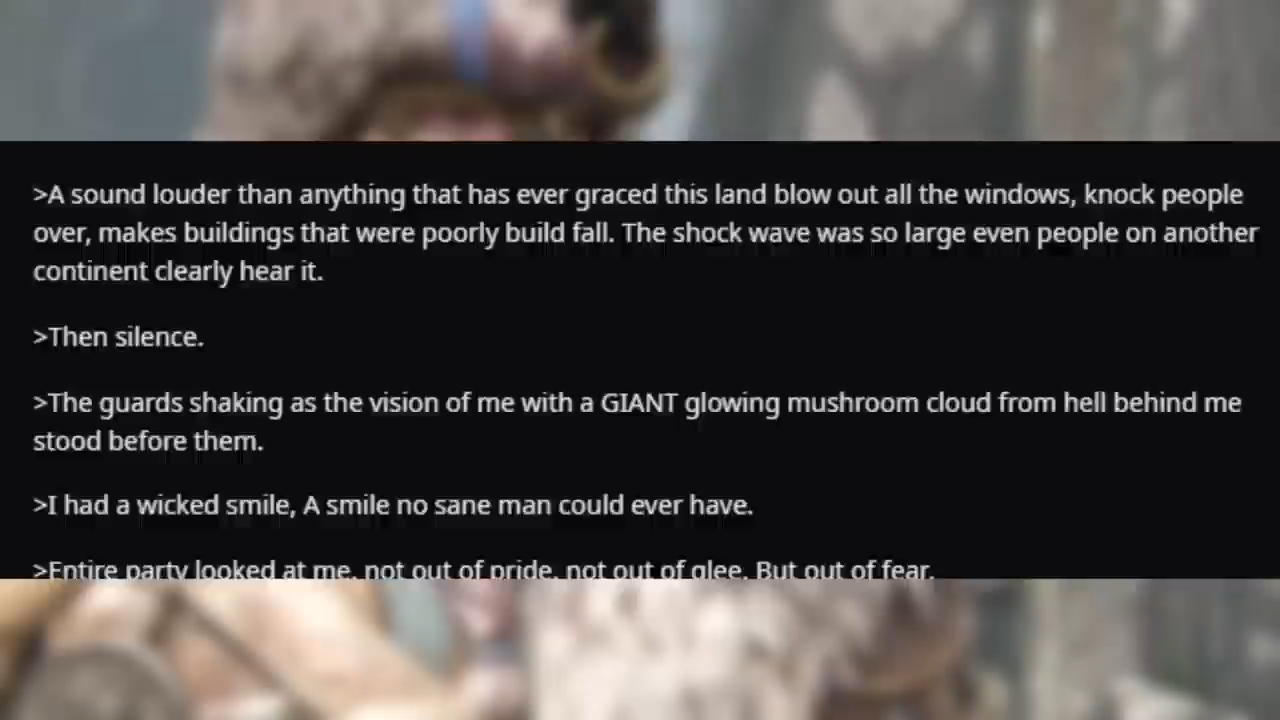 >A sound louder than anything that has ever graced this land blow out all the windows, knock people
over, makes buildings that were poorly build fall. The shock wave was so large even people on another
continent clearly hear it.
>Then silence.
>The guards shaking as the vision of me with a GIANT glowing mushroom cloud from hell behind me
stood before them.
>I had a wicked smile, A smile no sane man could ever have.
>Entire party looked at me, not out of pride, not out of glee. But out of fear.